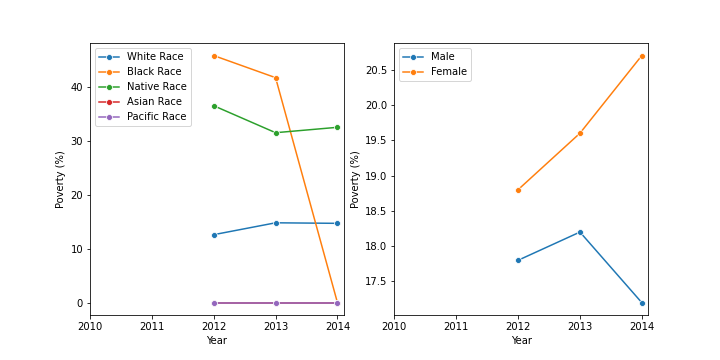 White Race
Black Race
Native Race
Asian Race
Pacific Race
Poverty (%)
40
30
20
10
0
2010 2011 2012 2013 2014
Year
Male
Female
Poverty (%)
20.5
20.0
19.5
19.0
18.5
18.0
17.5
2010 2011 2012 2013 2014
Year